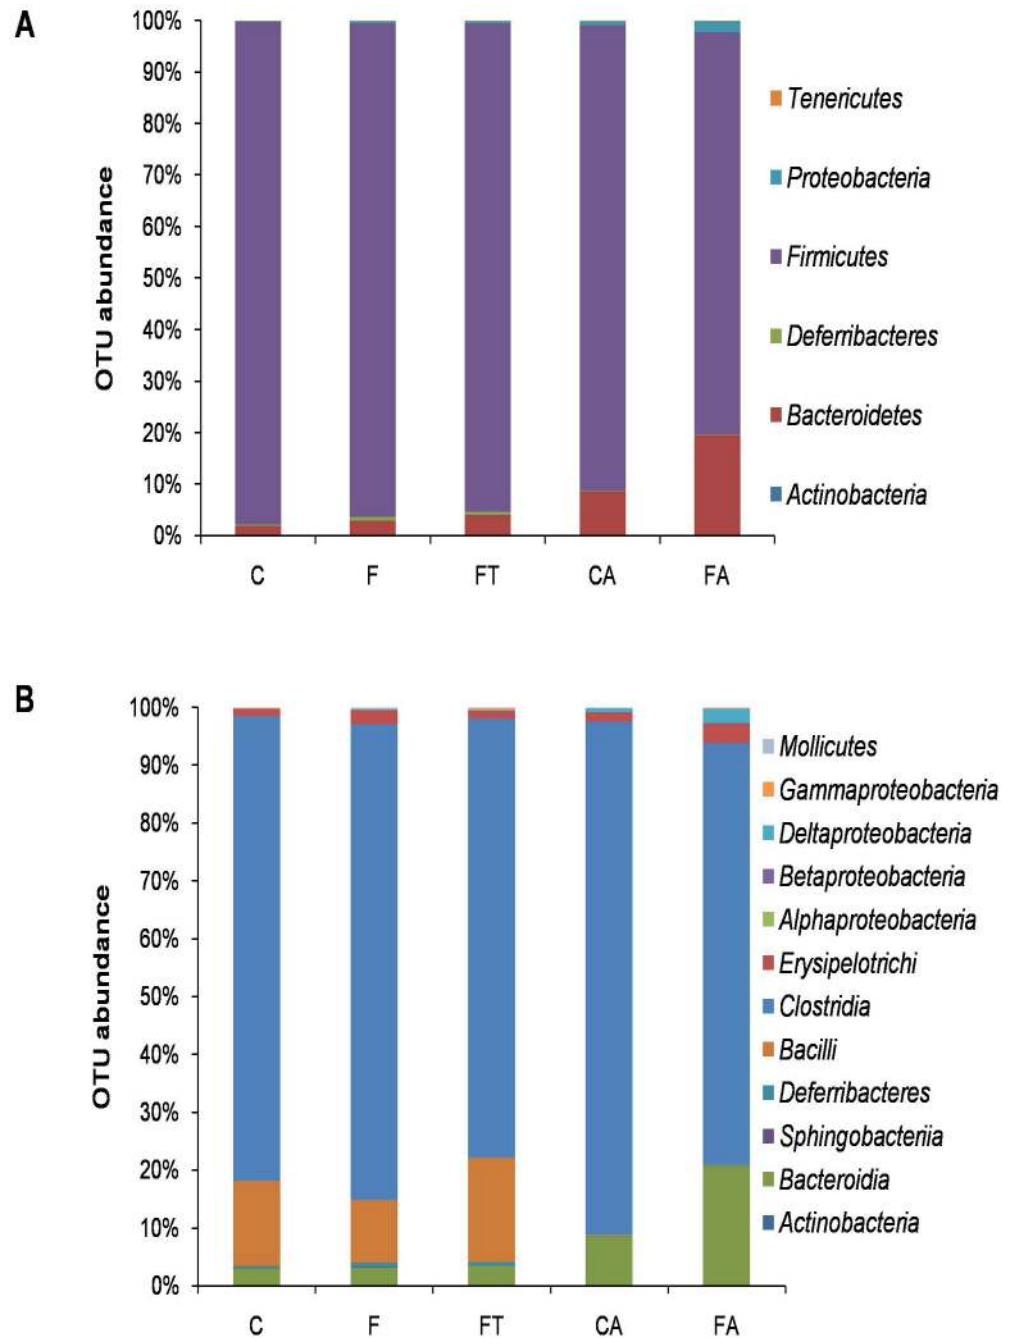 A
100%
90%
80%
70%
60%
50%
40%
30%
20%
10%
0%
OTU abundance
C F FT CA FA
Tenericutes
Proteobacteria
Firmicutes
Deferribacteres
Bacteroidetes
Actinobacteria
B
100%
90%
80%
70%
60%
50%
40%
30%
20%
10%
0%
OTU abundance
C F FT CA FA
Mollicutes
Gammaproteobacteria
Deltaproteobacteria
Betaproteobacteria
Alphaproteobacteria
Erysipelotrichi
Clostridia
Bacilli
Deferribacteres
Sphingobacteriia
Bacteroidia
Actinobacteria